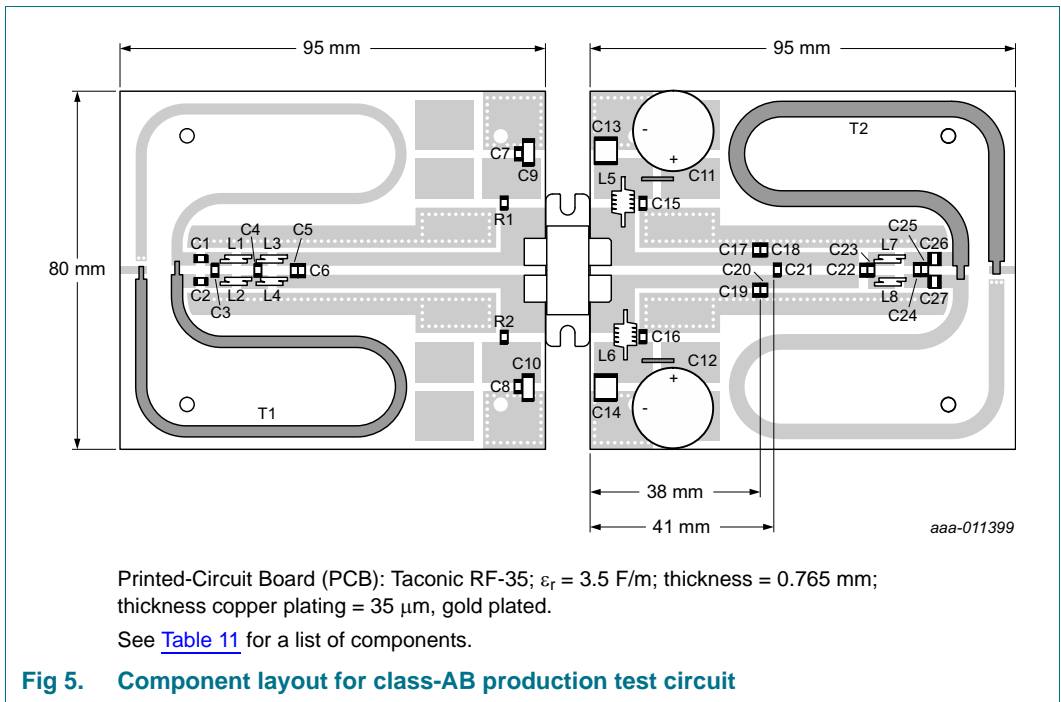 95 mm
95 mm
80 mm
C7
C9
R1
C1
L1
C4
L3
C5
C6
C2
L2
C3
L4
R2
C8
C10
T1
C13
-
+
C11
L5
C15
T2
C17
C18
C20
C19
C21
C23
C22
L7
C25
C26
L8
C24
C27
C16
L6
C12
+
-
C14
38 mm
41 mm
aaa-011399
Printed-Circuit Board (PCB): Taconic RF-35; εr = 3.5 F/m; thickness = 0.765 mm;
thickness copper plating = 35 μm, gold plated.
See Table 11 for a list of components.
Fig 5. Component layout for class-AB production test circuit